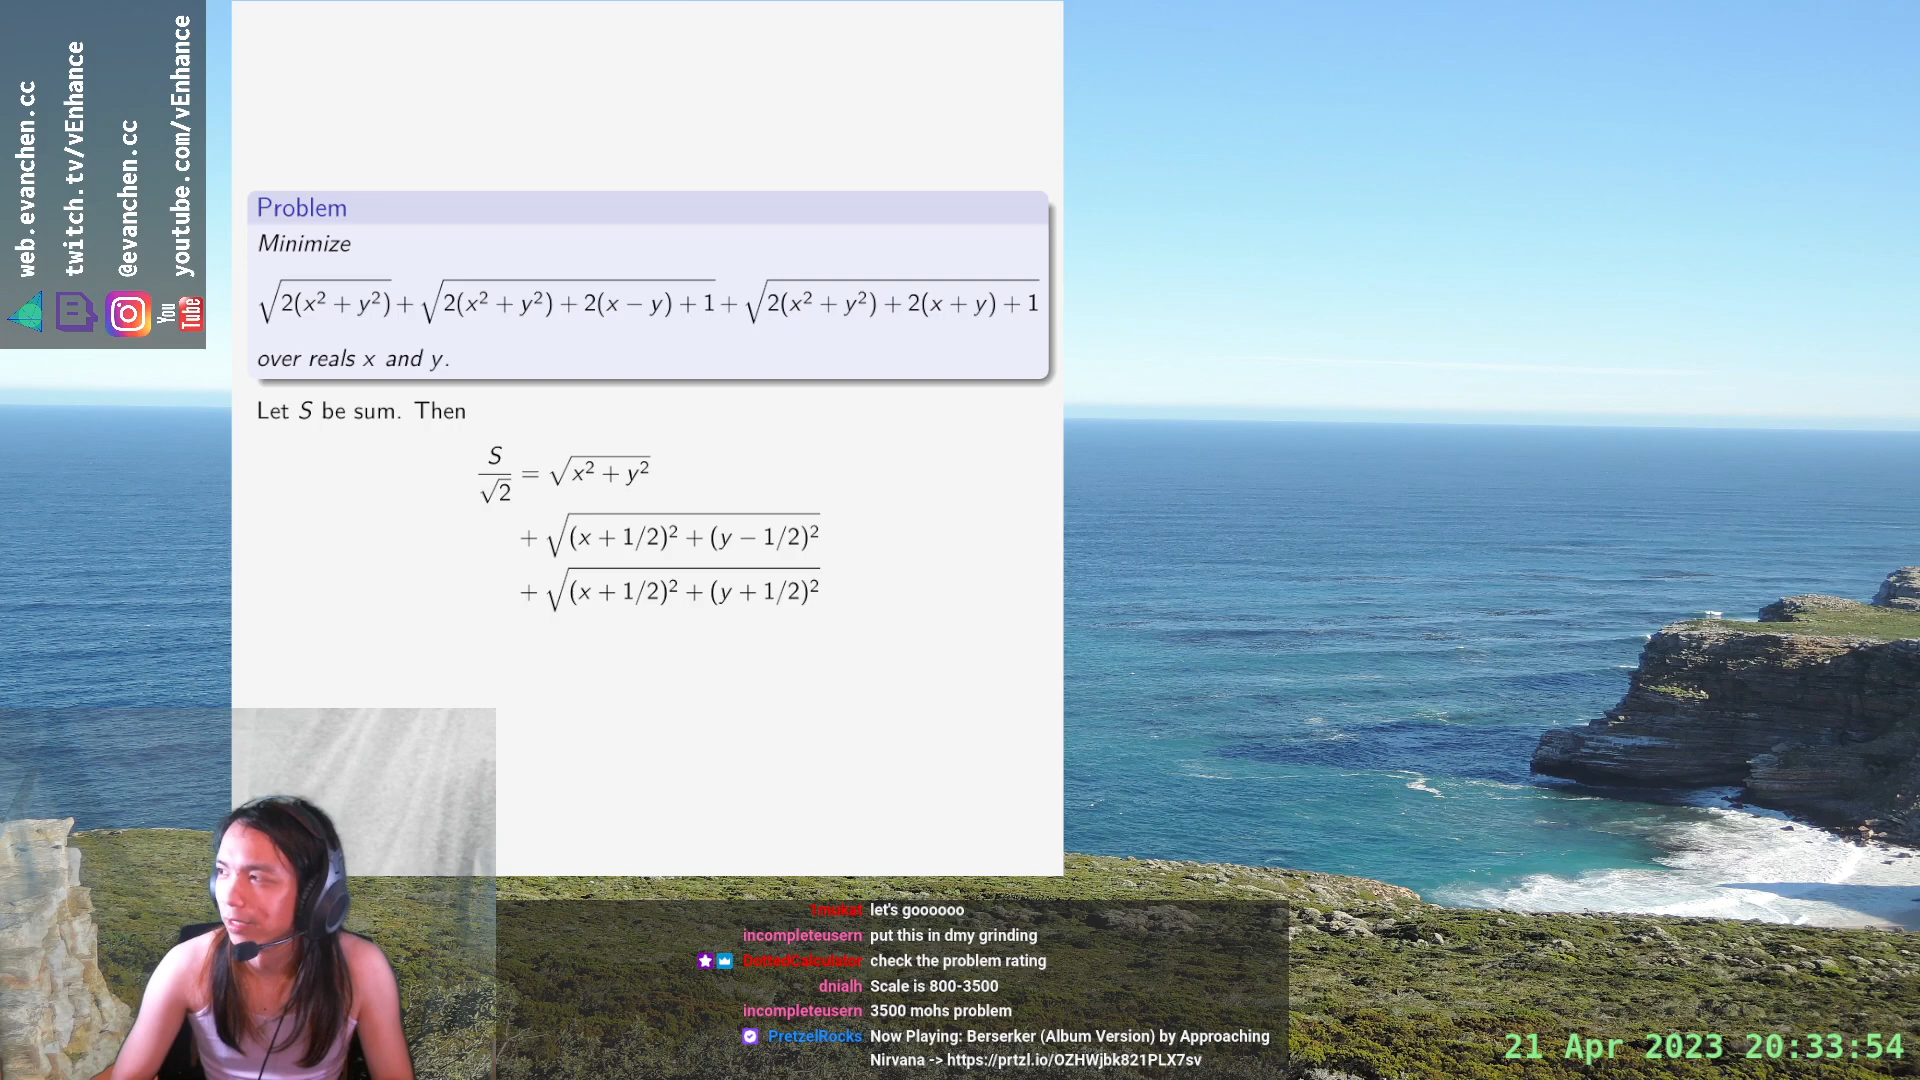 web.evanchen.cc
twitch.tv/vEnhance
@evanchen.cc
youtube.com/vEnhance
You
Tube
Problem
Minimize
√2(x² + y²) + √2(x² + y²) + 2(x − y) + 1 + √2(x² + y²) + 2(x + y) + 1
over reals x and y.
Let S be sum. Then
S/√2 = √x² + y²
+ √(x + 1/2)² + (y − 1/2)²
+ √(x + 1/2)² + (y + 1/2)²
1mukat let's goooooo
incompleteusern put this in dmy grinding
DottedCalculator check the problem rating
dnialh Scale is 800-3500
incompleteusern 3500 mohs problem
PretzelRocks Now Playing: Berserker (Album Version) by Approaching
Nirvana -> https://prtzl.io/OZHWjbk821PLX7sv
21 Apr 2023 20:33:54